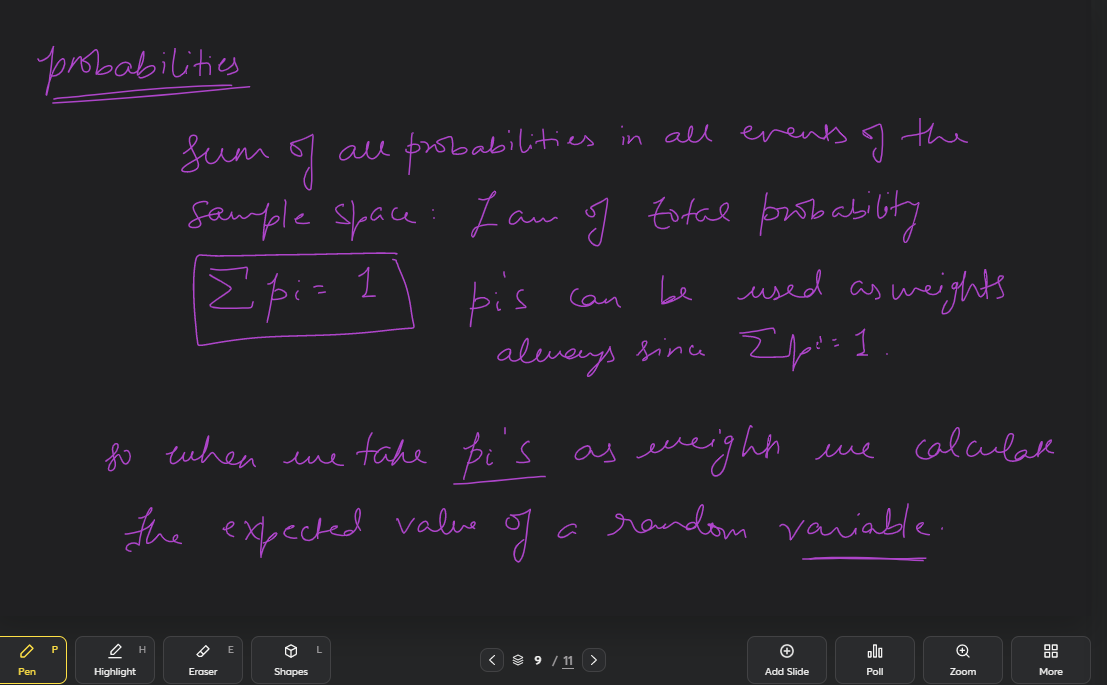 probabilities
Sum of all probabilities in all events of the
sample space: Law of total probability
∑ pi = 1
pi's can be used as weights
always since ∑pi = 1.
so when we take pi's as weights we calculate
the expected value of a random variable.
Pen P
Highlight H
Eraser E
Shapes L
9 / 11
Add Slide
Poll
Zoom
More